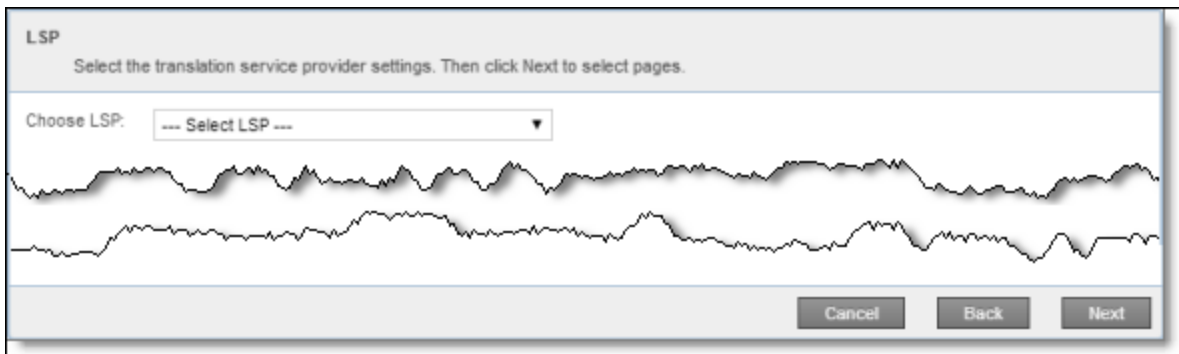 LSP
Select the translation service provider settings. Then click Next to select pages.
Choose LSP: --- Select LSP ---
Cancel Back Next